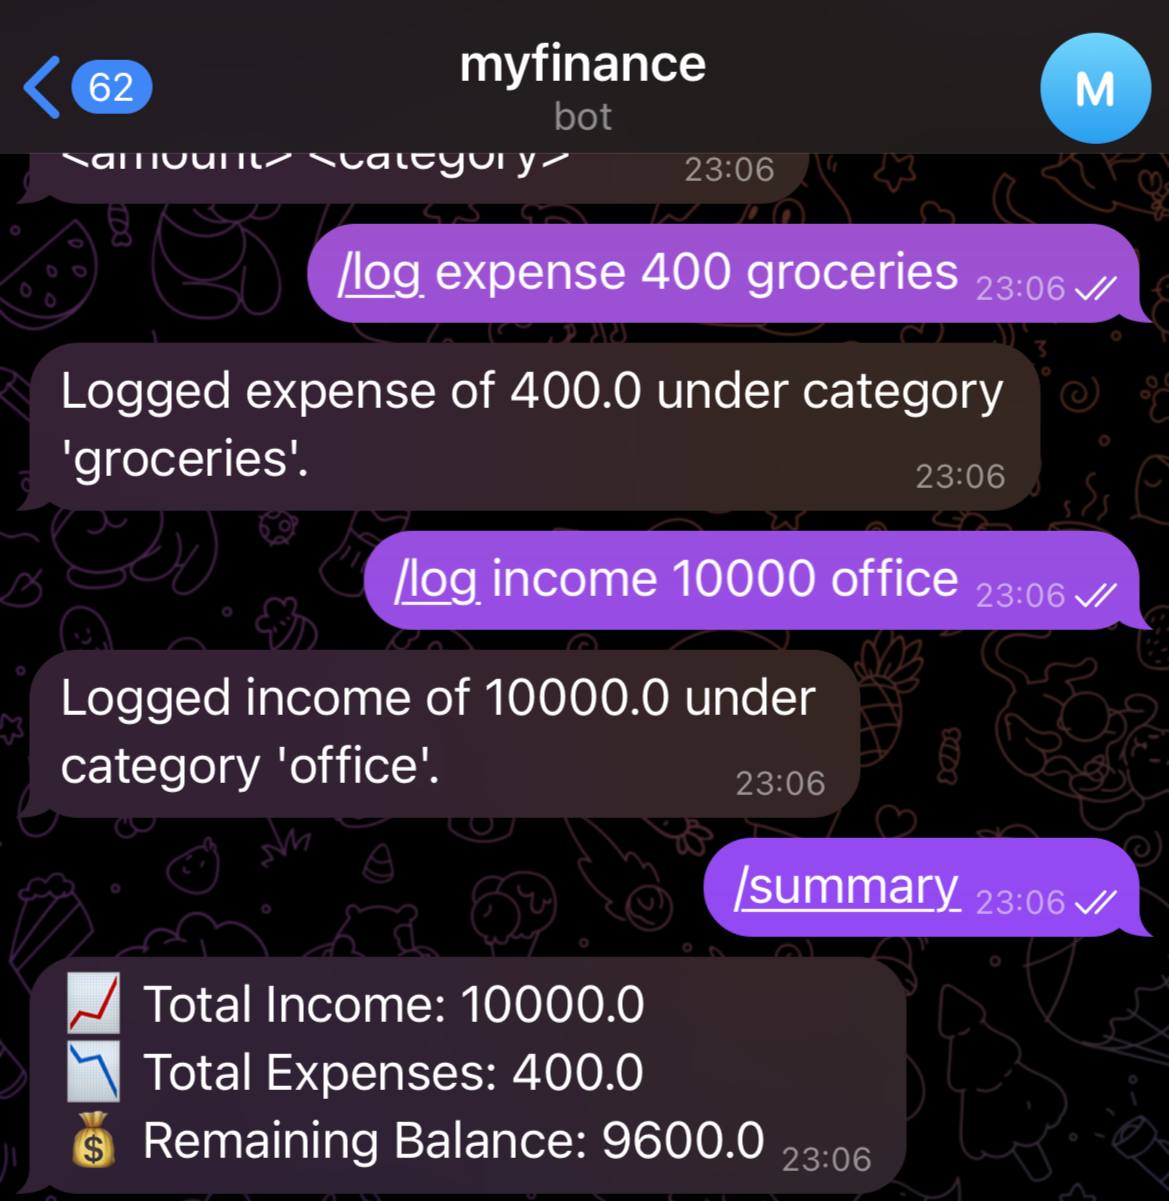 62
myfinance
M
bot
<amount> <category>
23:06
/log expense 400 groceries 23:06
Logged expense of 400.0 under category
'groceries'.
23:06
/log income 10000 office 23:06
Logged income of 10000.0 under
category 'office'.
23:06
/summary 23:06
Total Income: 10000.0
Total Expenses: 400.0
Remaining Balance: 9600.0 23:06